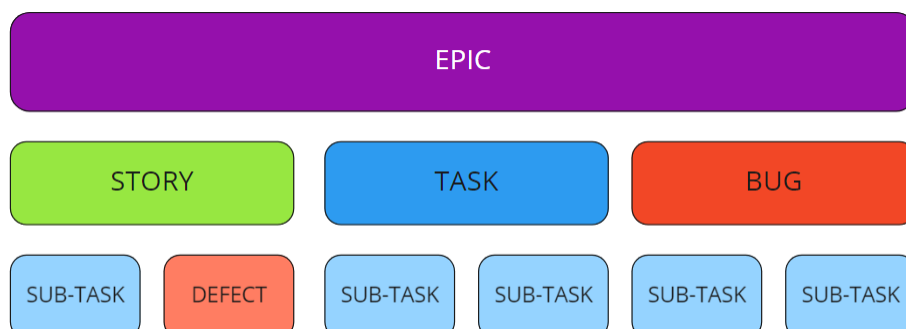 EPIC
STORY
TASK
BUG
SUB-TASK
DEFECT
SUB-TASK
SUB-TASK
SUB-TASK
SUB-TASK